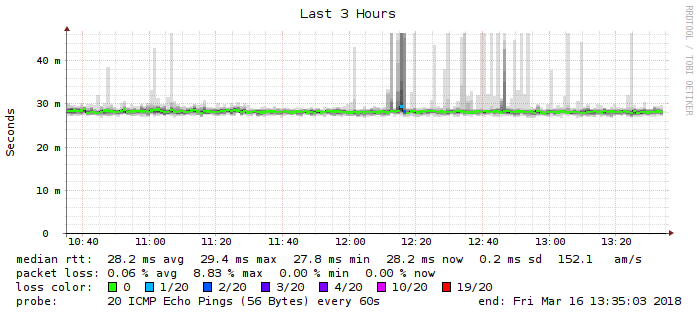 Last 3 Hours
RRDTOOL / TOBI OETIKER
Seconds
40 m
30 m
20 m
10 m
0
10:40 11:00 11:20 11:40 12:00 12:20 12:40 13:00 13:20
median rtt: 28.2 ms avg 29.4 ms max 27.8 ms min 28.2 ms now 0.2 ms sd 152.1 am/s
packet loss: 0.06 % avg 8.83 % max 0.00 % min 0.00 % now
loss color: 0 1/20 2/20 3/20 4/20 10/20 19/20
probe: 20 ICMP Echo Pings (56 Bytes) every 60s end: Fri Mar 16 13:35:03 2018